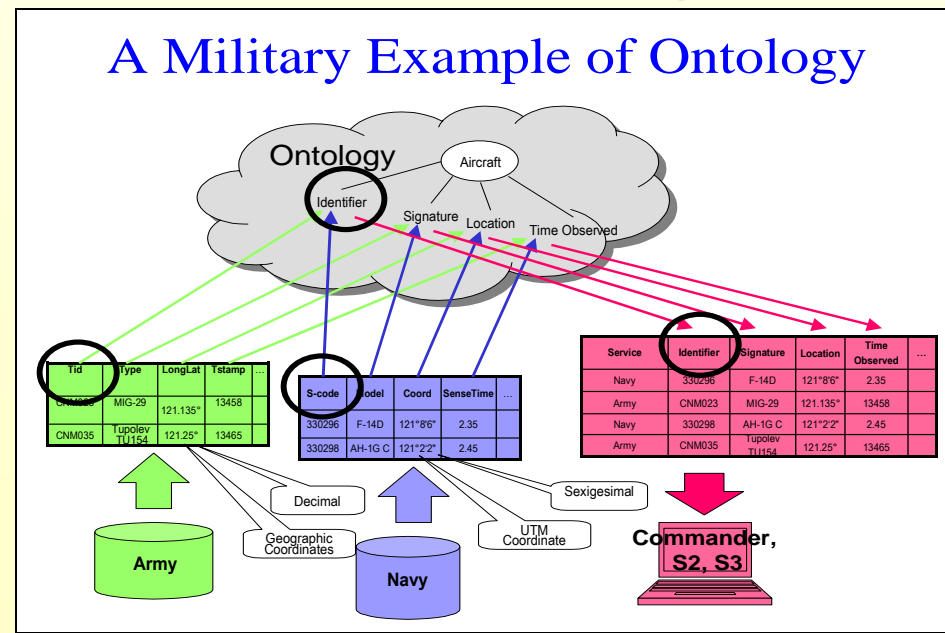 A Military Example of Ontology
Ontology
Aircraft
Identifier
Signature
Location
Time Observed
Tid Type LongLat Tstamp ...
CNM023 MIG-29 121.135° 13458
CNM035 Tupolev TU154 121.25° 13465
S-code Model Coord SenseTime ...
330296 F-14D 121°8'6" 2.35
330298 AH-1G C 121°2'2" 2.45
Service Identifier Signature Location Time Observed ...
Navy 330296 F-14D 121°8'6" 2.35
Army CNM023 MIG-29 121.135° 13458
Navy 330298 AH-1G C 121°2'2" 2.45
Army CNM035 Tupolev TU154 121.25° 13465
Decimal
Geographic
Coordinates
Sexigesimal
UTM
Coordinate
Army
Navy
Commander,
S2, S3